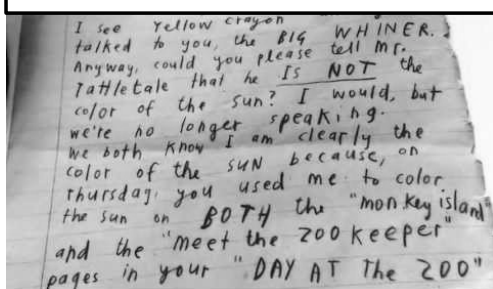 I see Yellow crayon
talked to you, the BIG WHINER.
Anyway, could you please tell Mr.
Tattletale that he IS NOT the
color of the sun? I would, but
we're no longer speaking.
We both know I am clearly the
color of the SUN because, on
Thursday, you used me to color
the sun on BOTH the "monkey island"
and the "meet the ZOO Keeper"
pages in your "DAY AT The ZOO"